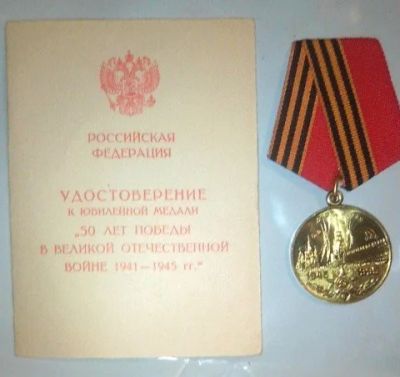 РОССИЙСКАЯ
ФЕДЕРАЦИЯ
УДОСТОВЕРЕНИЕ
К ЮБИЛЕЙНОЙ МЕДАЛИ
„50 ЛЕТ ПОБЕДЫ
В ВЕЛИКОЙ ОТЕЧЕСТВЕННОЙ
ВОЙНЕ 1941—1945 гг."